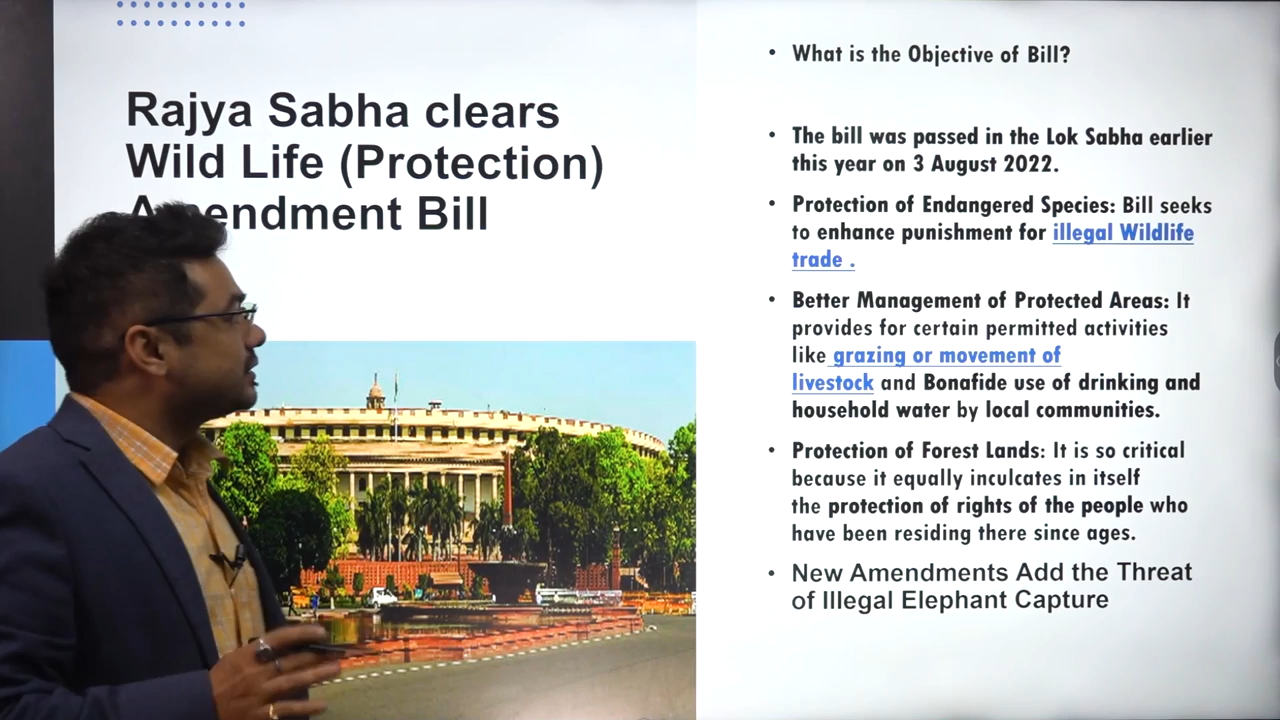 Rajya Sabha clears
Wild Life (Protection)
Amendment Bill
• What is the Objective of Bill?
• The bill was passed in the Lok Sabha earlier
this year on 3 August 2022.
• Protection of Endangered Species: Bill seeks
to enhance punishment for illegal Wildlife
trade .
• Better Management of Protected Areas: It
provides for certain permitted activities
like grazing or movement of
livestock and Bonafide use of drinking and
household water by local communities.
• Protection of Forest Lands: It is so critical
because it equally inculcates in itself
the protection of rights of the people who
have been residing there since ages.
• New Amendments Add the Threat
of Illegal Elephant Capture